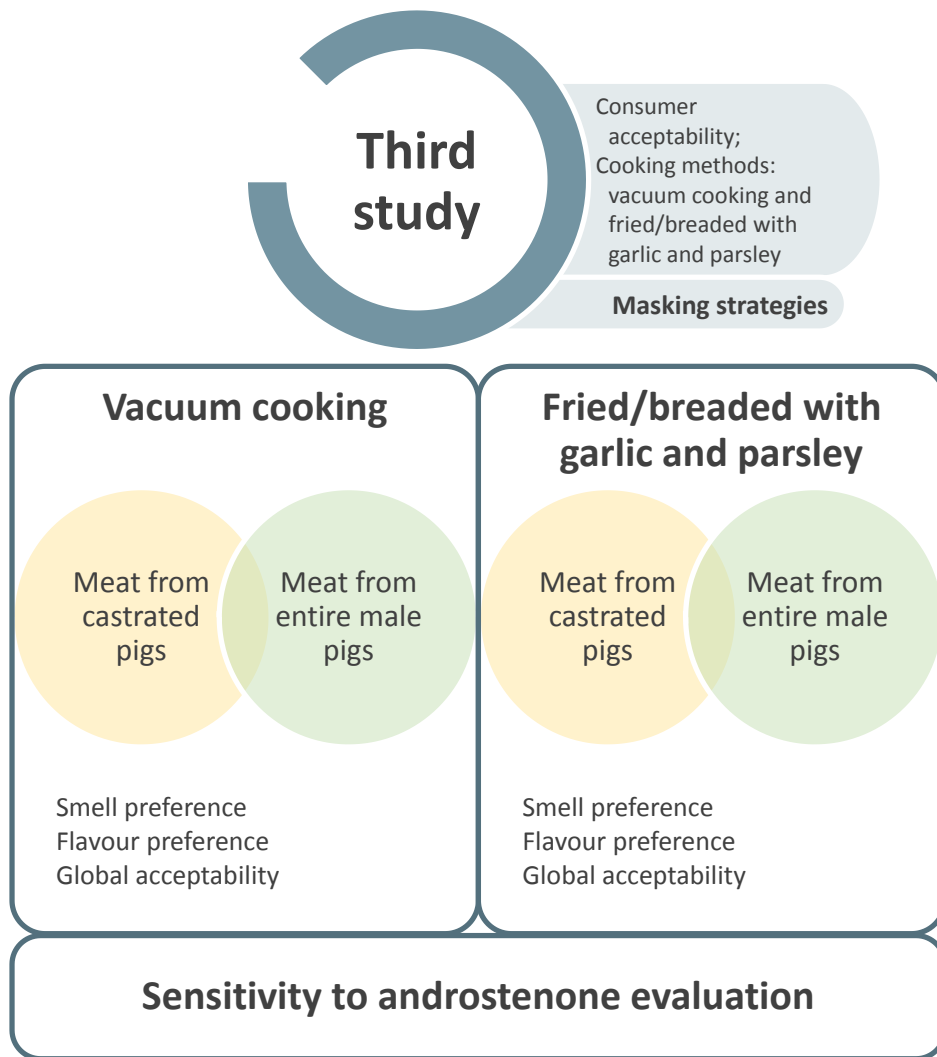 Third
study
Consumer
acceptability;
Cooking methods:
vacuum cooking and
fried/breaded with
garlic and parsley
Masking strategies
Vacuum cooking
Meat from
castrated
pigs
Meat from
entire male
pigs
Smell preference
Flavour preference
Global acceptability
Fried/breaded with
garlic and parsley
Meat from
castrated
pigs
Meat from
entire male
pigs
Smell preference
Flavour preference
Global acceptability
Sensitivity to androstenone evaluation